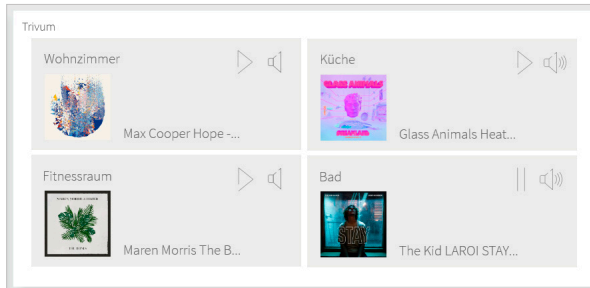 Trivum
Wohnzimmer
Max Cooper Hope -...
Küche
GLASS ANIMALS
Glass Animals Heat...
Fitnessraum
Maren Morris The B...
Bad
STAY
The Kid LAROI STAY...